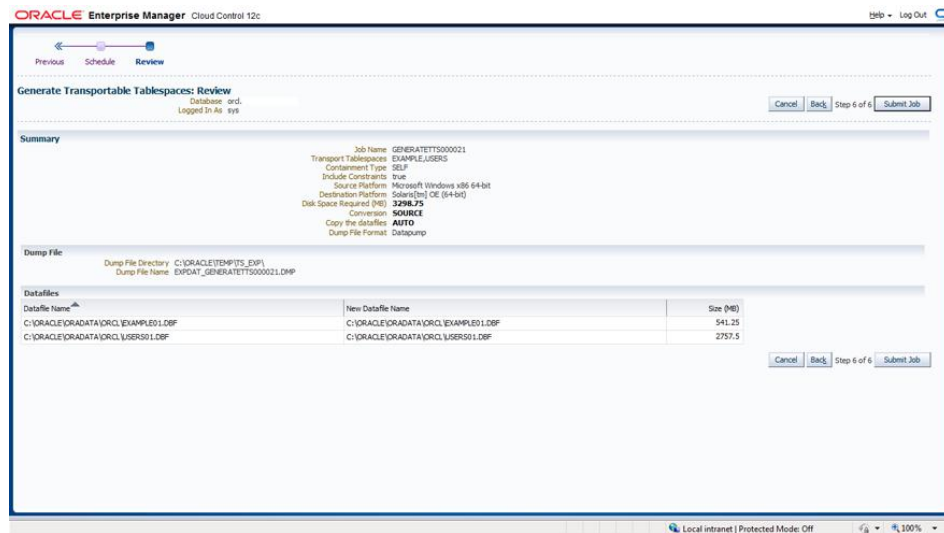 ORACLE Enterprise Manager Cloud Control 12c
Help Log Out
Previous Schedule Review
Generate Transportable Tablespaces: Review
Database orcl.
Logged In As sys
Cancel Back Step 6 of 6 Submit Job
Summary
Job Name GENERATETTS000021
Transport Tablespaces EXAMPLE,USERS
Containment Type SELF
Include Constraints true
Source Platform Microsoft Windows x86 64-bit
Destination Platform Solaris[tm] OE (64-bit)
Disk Space Required (MB) 3298.75
Conversion SOURCE
Copy the datafiles AUTO
Dump File Format Datapump
Dump File
Dump File Directory C:\ORACLE\TEMP\TS_EXP\
Dump File Name EXPDAT_GENERATETTS000021.DMP
Datafiles
Datafile Name New Datafile Name Size (MB)
C:\ORACLE\ORADATA\ORCL\EXAMPLE01.DBF C:\ORACLE\ORADATA\ORCL\EXAMPLE01.DBF 541.25
C:\ORACLE\ORADATA\ORCL\USERS01.DBF C:\ORACLE\ORADATA\ORCL\USERS01.DBF 2757.5
Cancel Back Step 6 of 6 Submit Job
Local intranet | Protected Mode: Off 100%